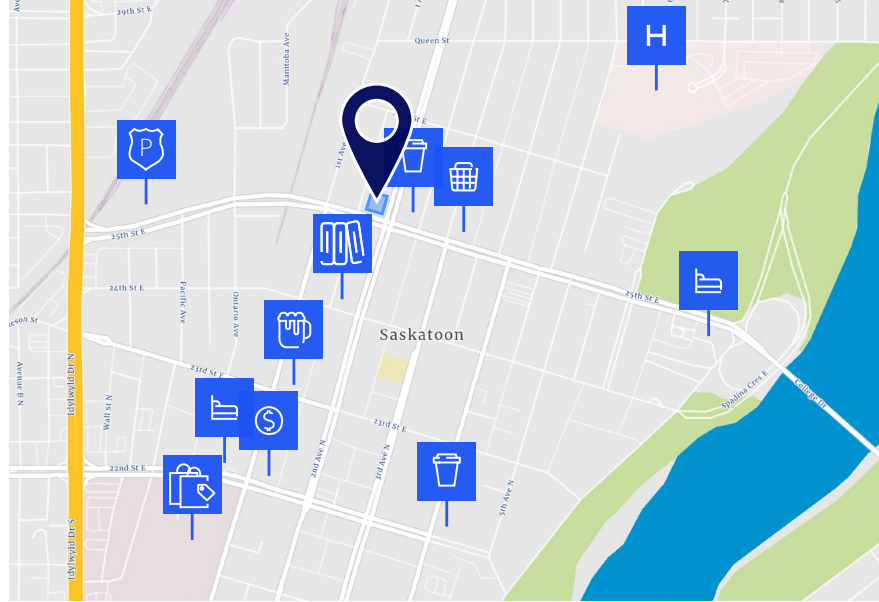 29th St E
Queen St
Manitoba Ave
H
P
St E
1st Ave
25th St E
24th St E
Pacific Ave
Ontario Ave
25th St E
Saskatoon
Idylwyld Dr N
Avenue B N
Wall St N
23rd St E
Spadina Cres E
College Dr
$
23rd St E
22nd St E
2nd Ave N
3rd Ave N
5th Ave N
Idylwyld Dr S